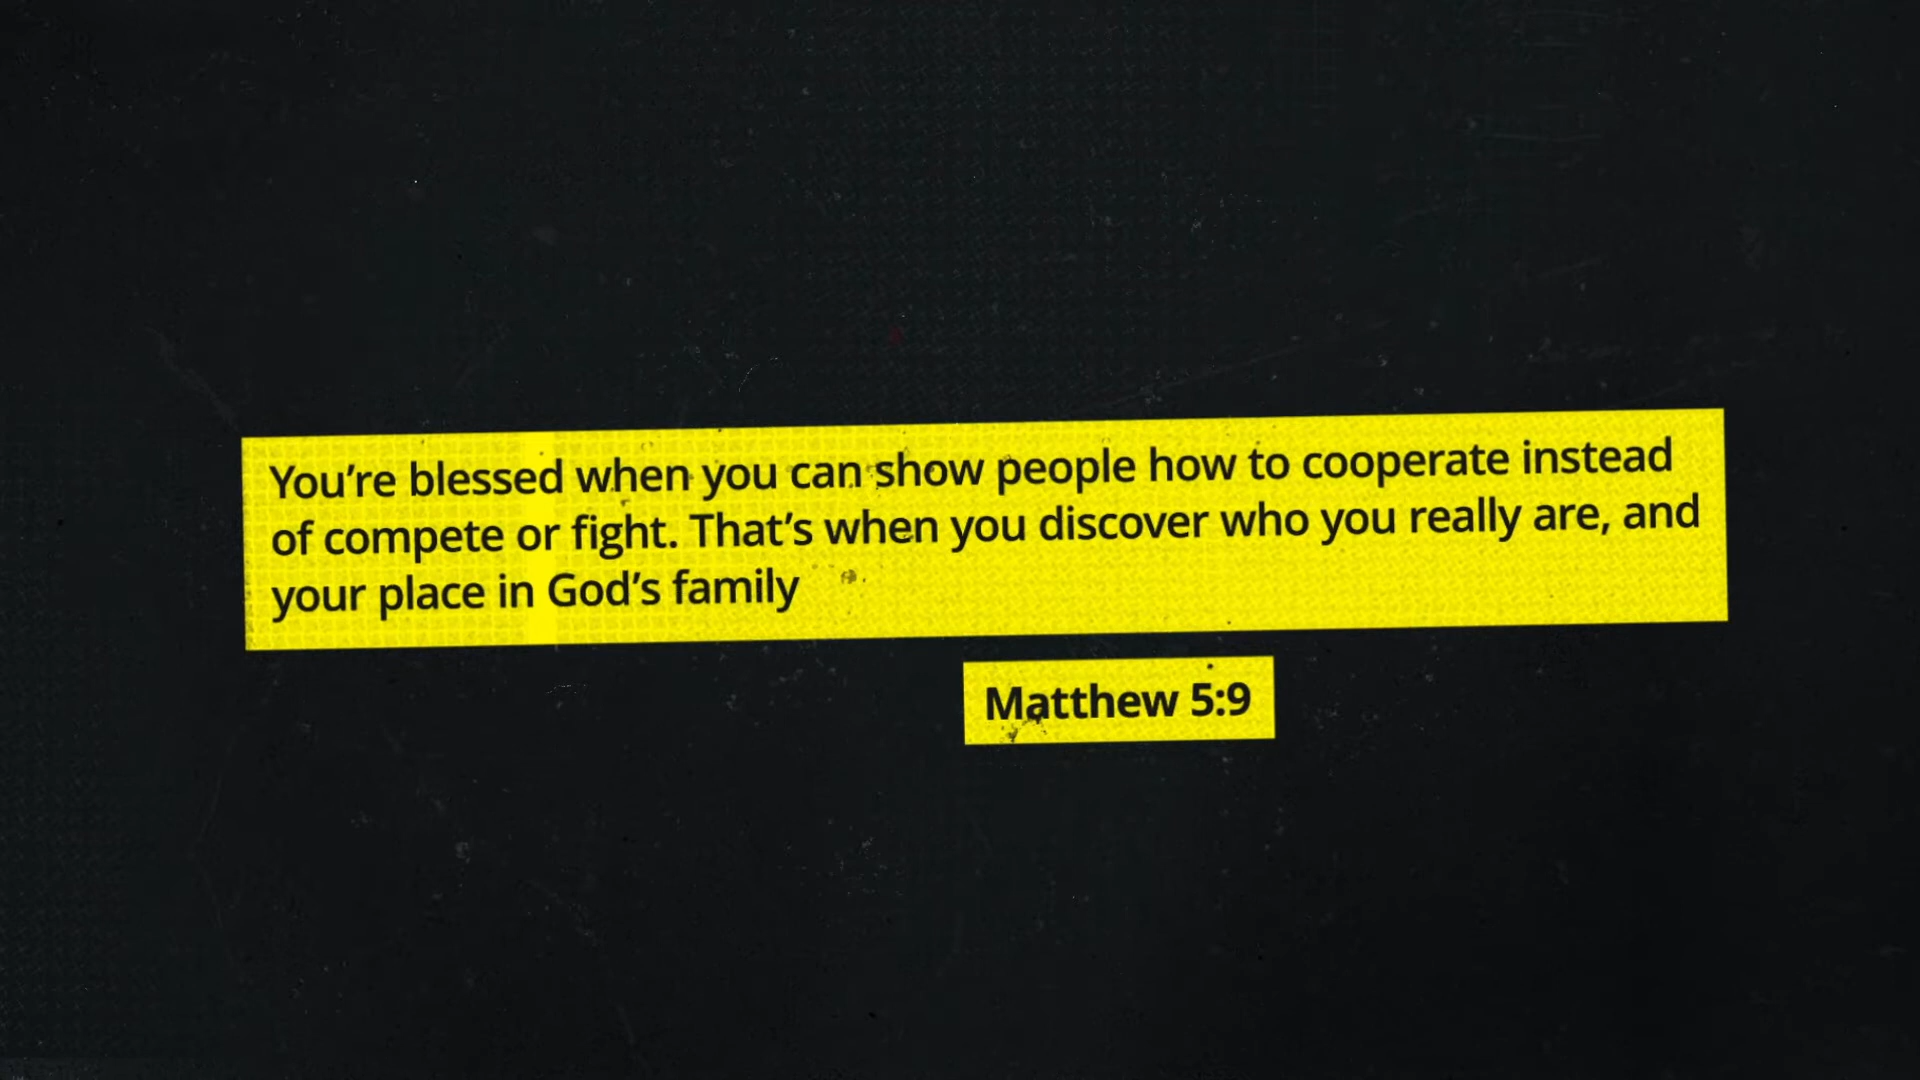 You’re blessed when you can show people how to cooperate instead
of compete or fight. That’s when you discover who you really are, and
your place in God’s family
Matthew 5:9